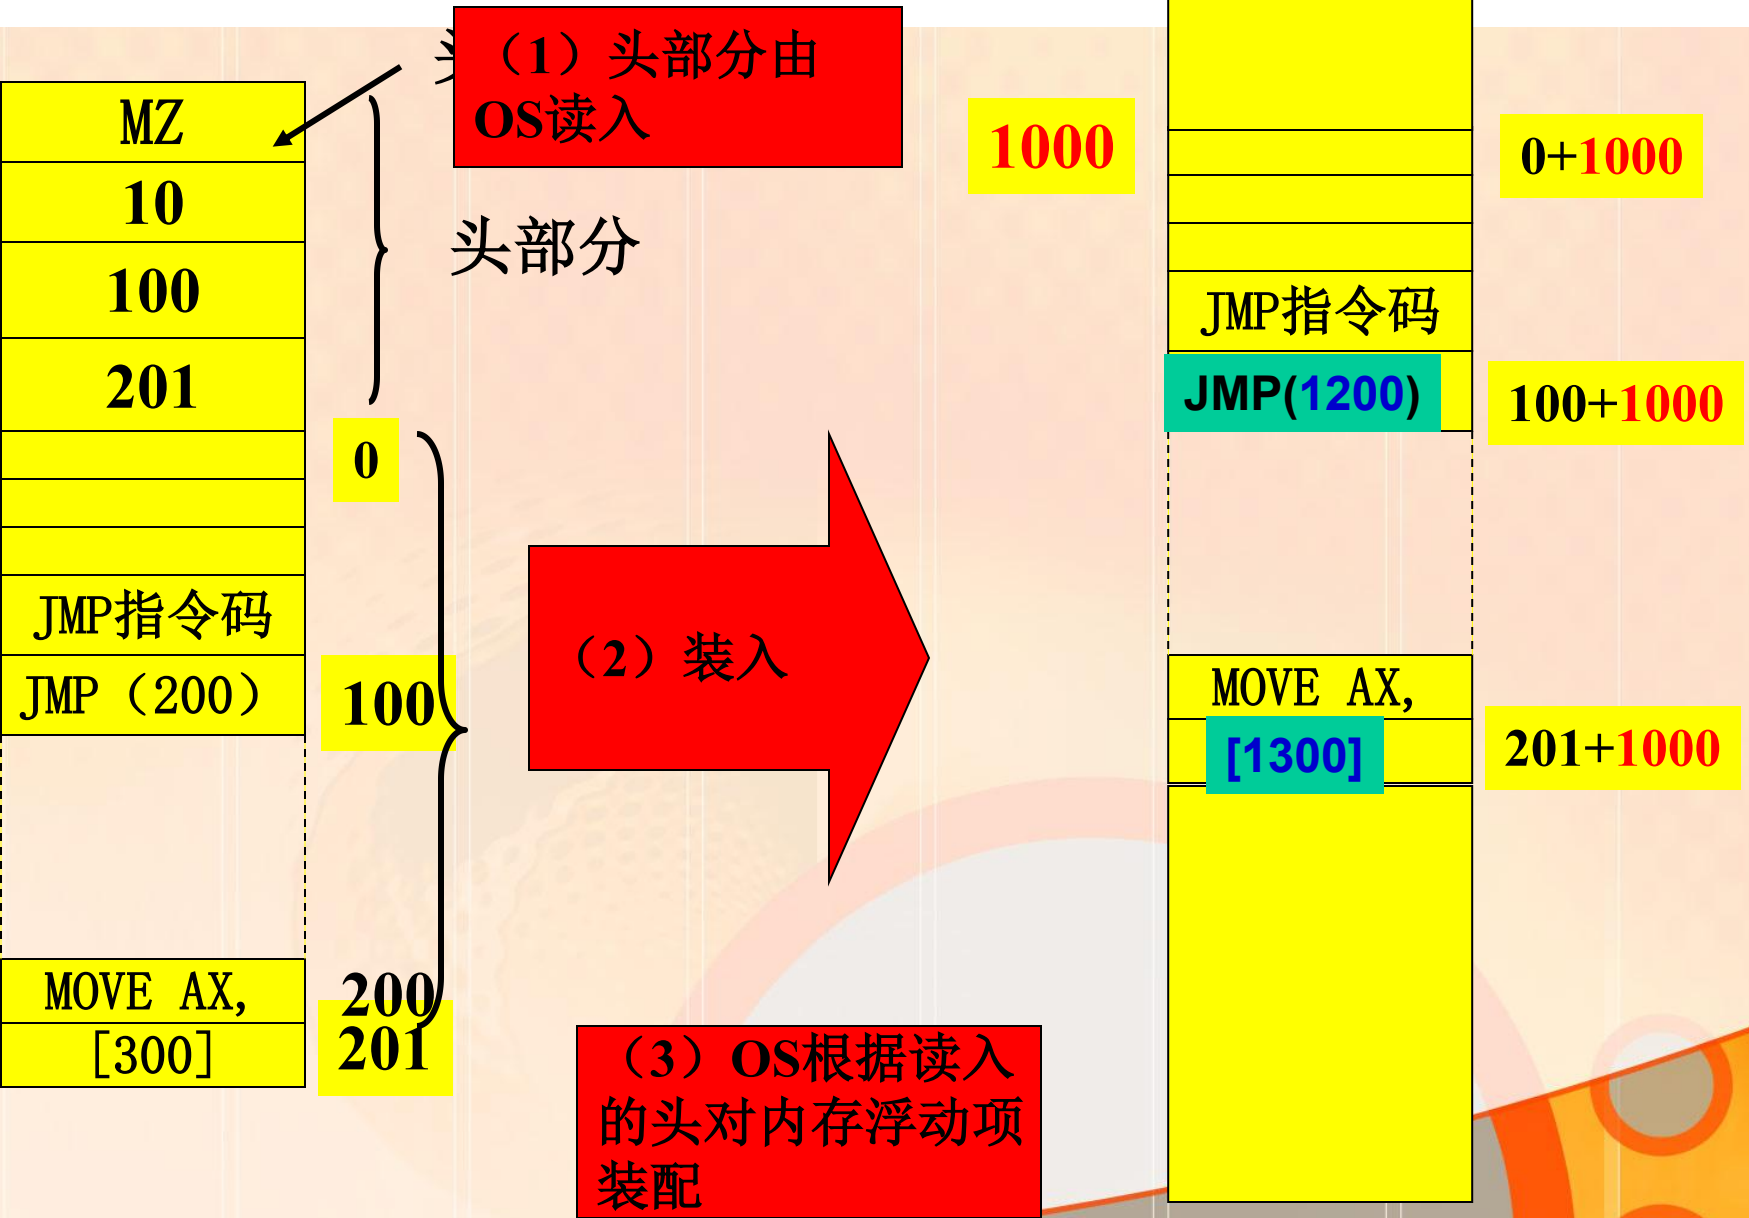 MZ
10
100
201
JMP指令码
JMP（200）
MOVE AX,
[300]
（1）头部分由
OS读入
头部分
0
100
200
201
（2）装入
（3）OS根据读入
的头对内存浮动项
装配
1000
JMP指令码
JMP(1200)
MOVE AX,
[1300]
0+1000
100+1000
201+1000